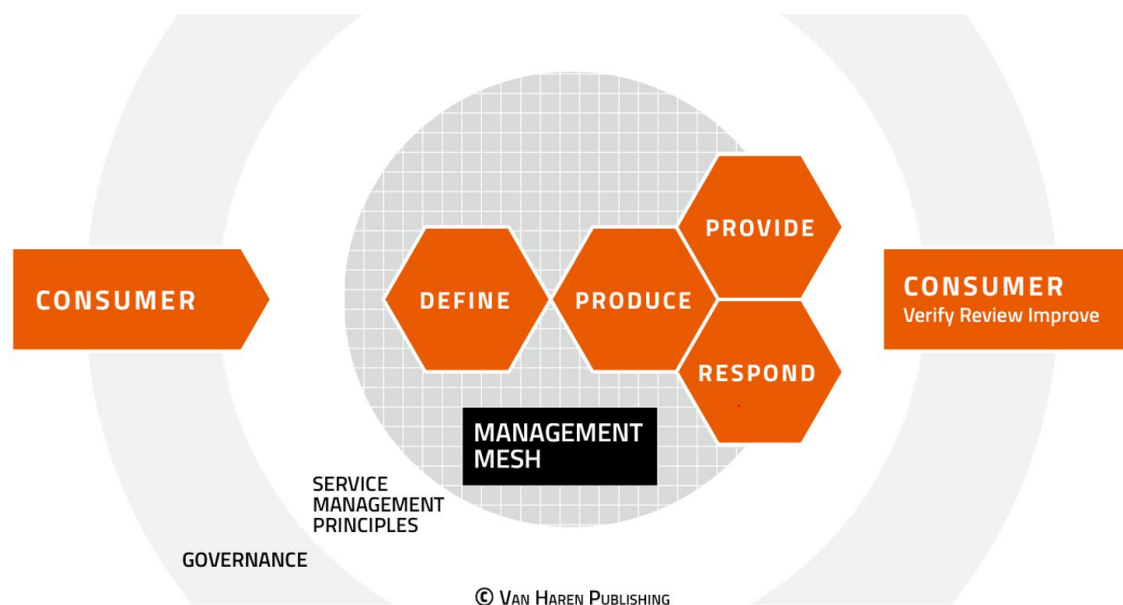 CONSUMER
DEFINE
PRODUCE
PROVIDE
RESPOND
CONSUMER
Verify Review Improve
MANAGEMENT
MESH
SERVICE
MANAGEMENT
PRINCIPLES
GOVERNANCE
© VAN HAREN PUBLISHING